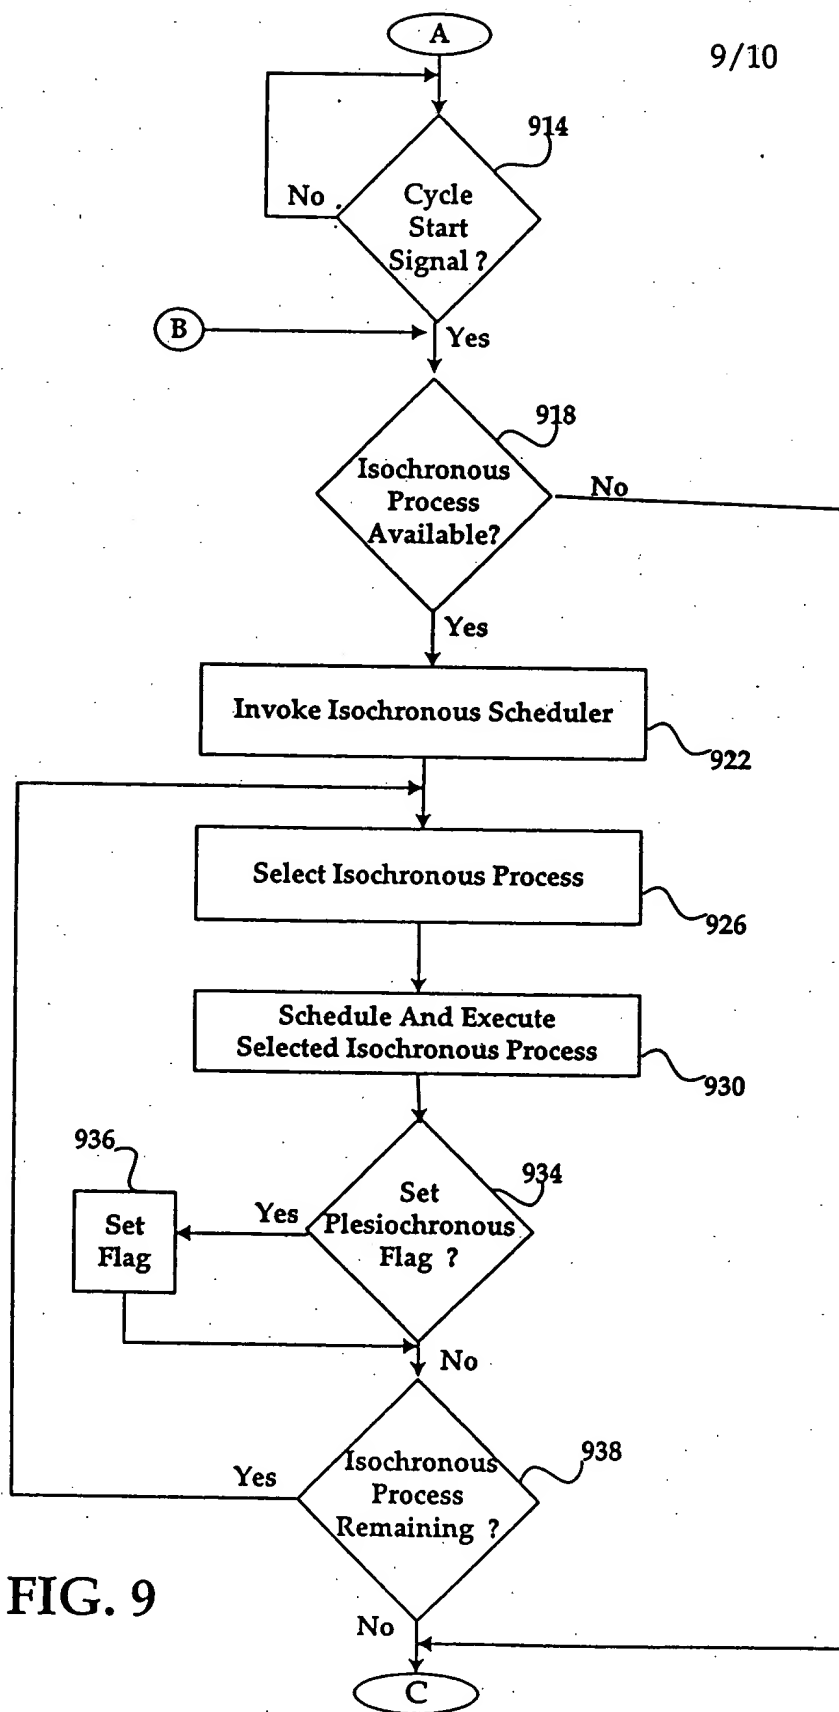 A
9/10
914
No
Cycle
Start
Signal ?
B
Yes
918
Isochronous
Process
Available?
No
Yes
Invoke Isochronous Scheduler
922
Select Isochronous Process
926
Schedule And Execute
Selected Isochronous Process
930
936
934
Set
Flag
Yes
Set
Plesiochronous
Flag ?
No
938
Yes
Isochronous
Process
Remaining ?
FIG. 9
No
C